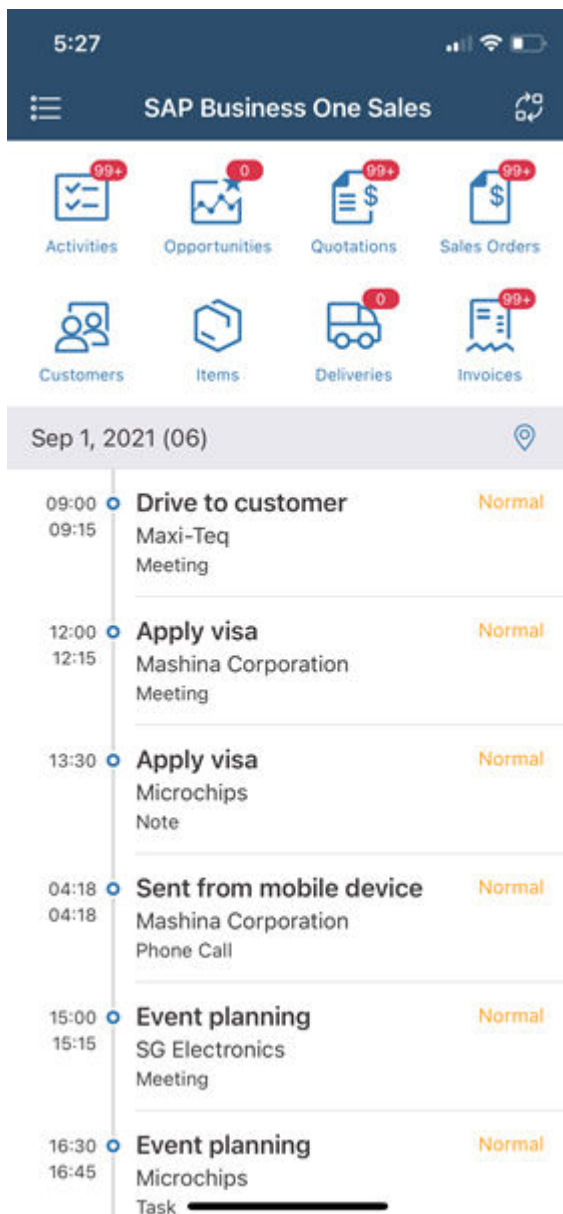 5:27
SAP Business One Sales
99+ 0 99+ 99+
Activities Opportunities Quotations Sales Orders
0 99+
Customers Items Deliveries Invoices
Sep 1, 2021 (06)
09:00 Drive to customer Normal
09:15 Maxi-Teq
Meeting
12:00 Apply visa Normal
12:15 Mashina Corporation
Meeting
13:30 Apply visa Normal
Microchips
Note
04:18 Sent from mobile device Normal
04:18 Mashina Corporation
Phone Call
15:00 Event planning Normal
15:15 SG Electronics
Meeting
16:30 Event planning Normal
16:45 Microchips
Task